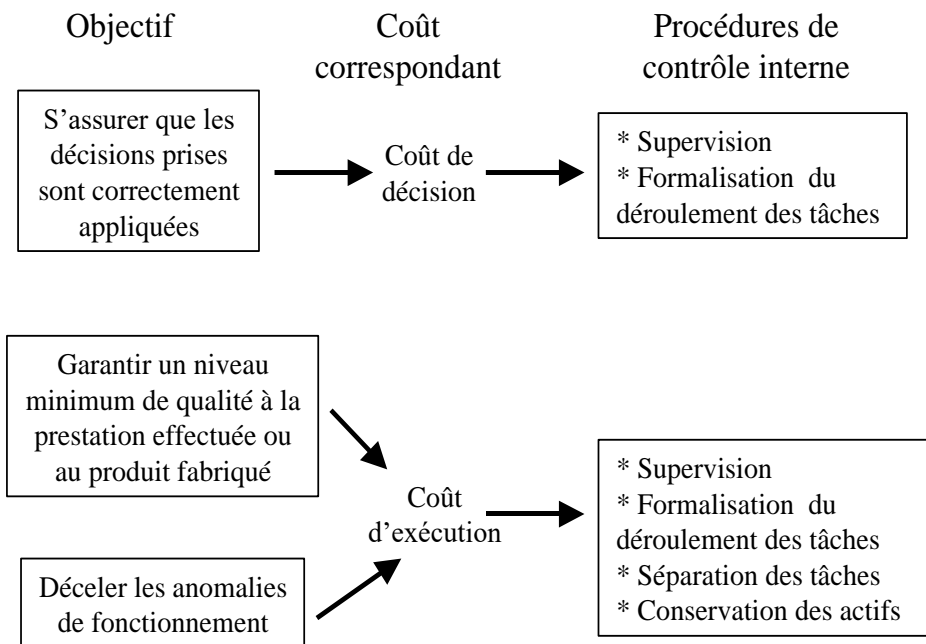 Objectif
Coût
correspondant
Procédures de
contrôle interne
S’assurer que les
décisions prises
sont correctement
appliquées
Coût de
décision
* Supervision
* Formalisation du
déroulement des tâches
Garantir un niveau
minimum de qualité à la
prestation effectuée ou
au produit fabriqué
Déceler les anomalies
de fonctionnement
Coût
d’exécution
* Supervision
* Formalisation du
déroulement des tâches
* Séparation des tâches
* Conservation des actifs